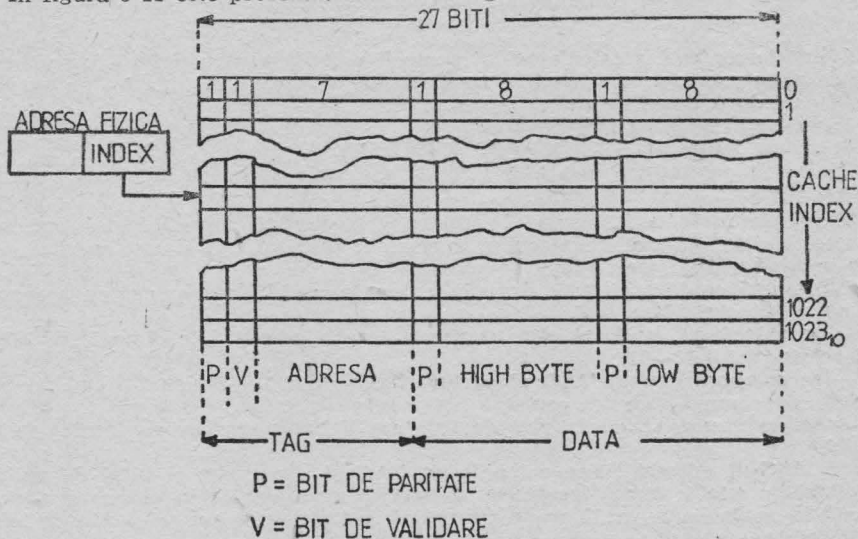 27 BITI
1 1 7 1 8 1 8 0
1
ADRESA FIZICA
INDEX
CACHE
INDEX
1022
1023₁₀
P V ADRESA P HIGH BYTE P LOW BYTE
TAG DATA
P = BIT DE PARITATE
V = BIT DE VALIDARE